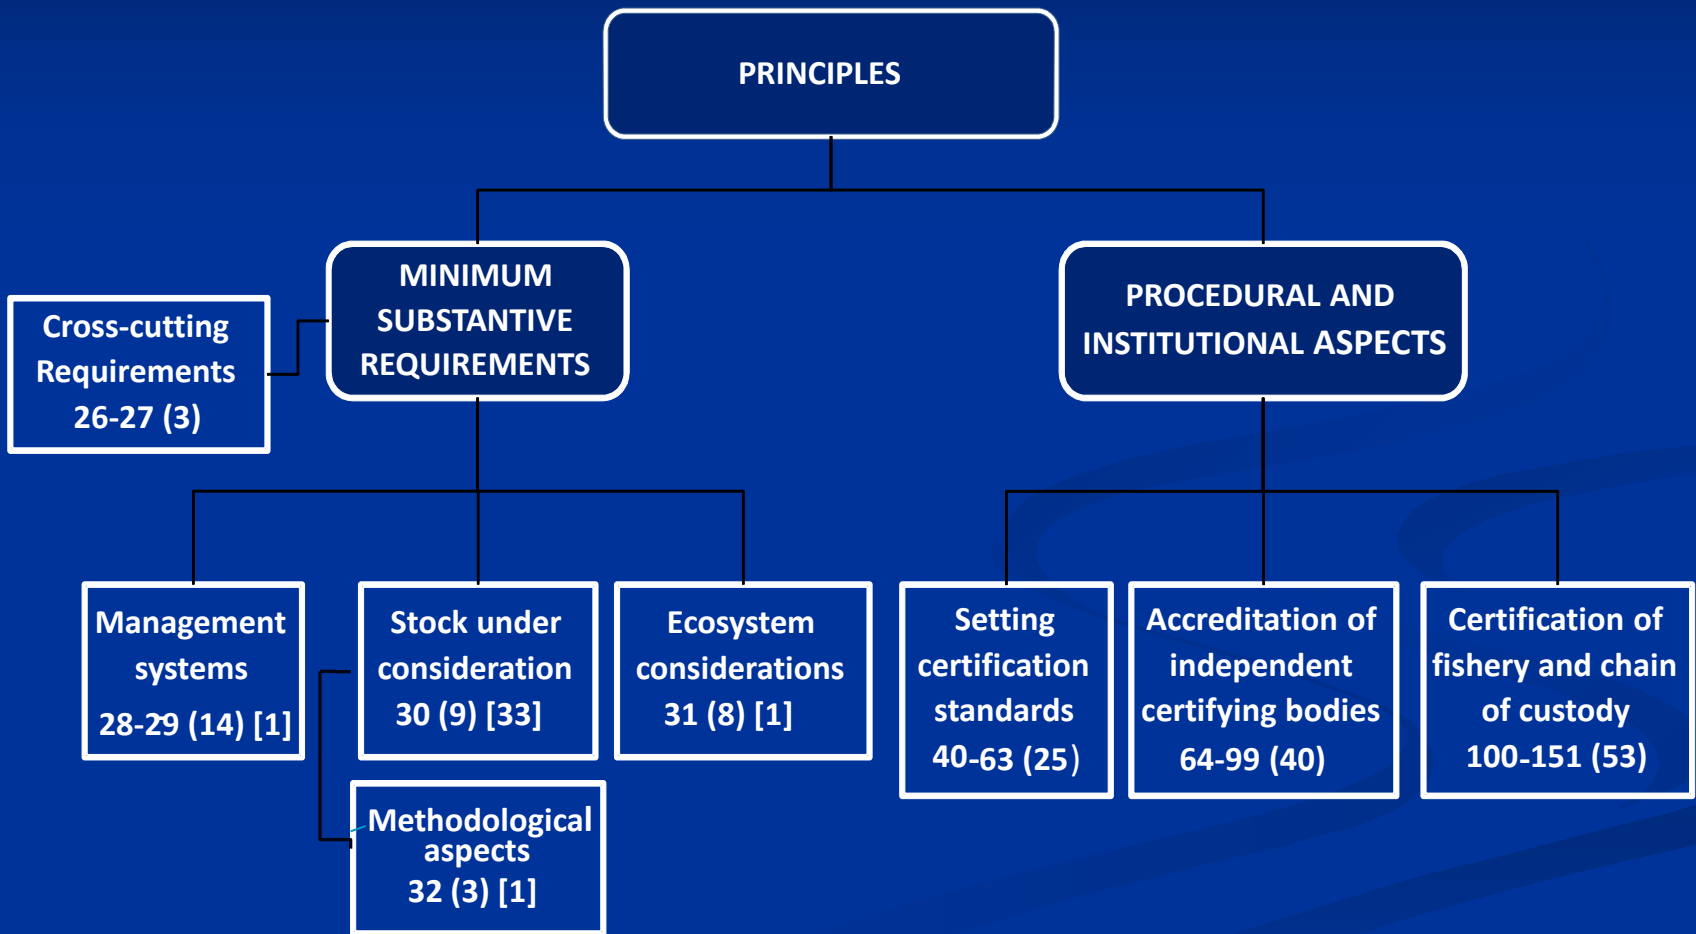 PRINCIPLES
MINIMUM
SUBSTANTIVE
REQUIREMENTS
PROCEDURAL AND
INSTITUTIONAL ASPECTS
Cross-cutting
Requirements
26-27 (3)
Management
systems
28-29 (14) [1]
Stock under
consideration
30 (9) [33]
Ecosystem
considerations
31 (8) [1]
Methodological
aspects
32 (3) [1]
Setting
certification
standards
40-63 (25)
Accreditation of
independent
certifying bodies
64-99 (40)
Certification of
fishery and chain
of custody
100-151 (53)